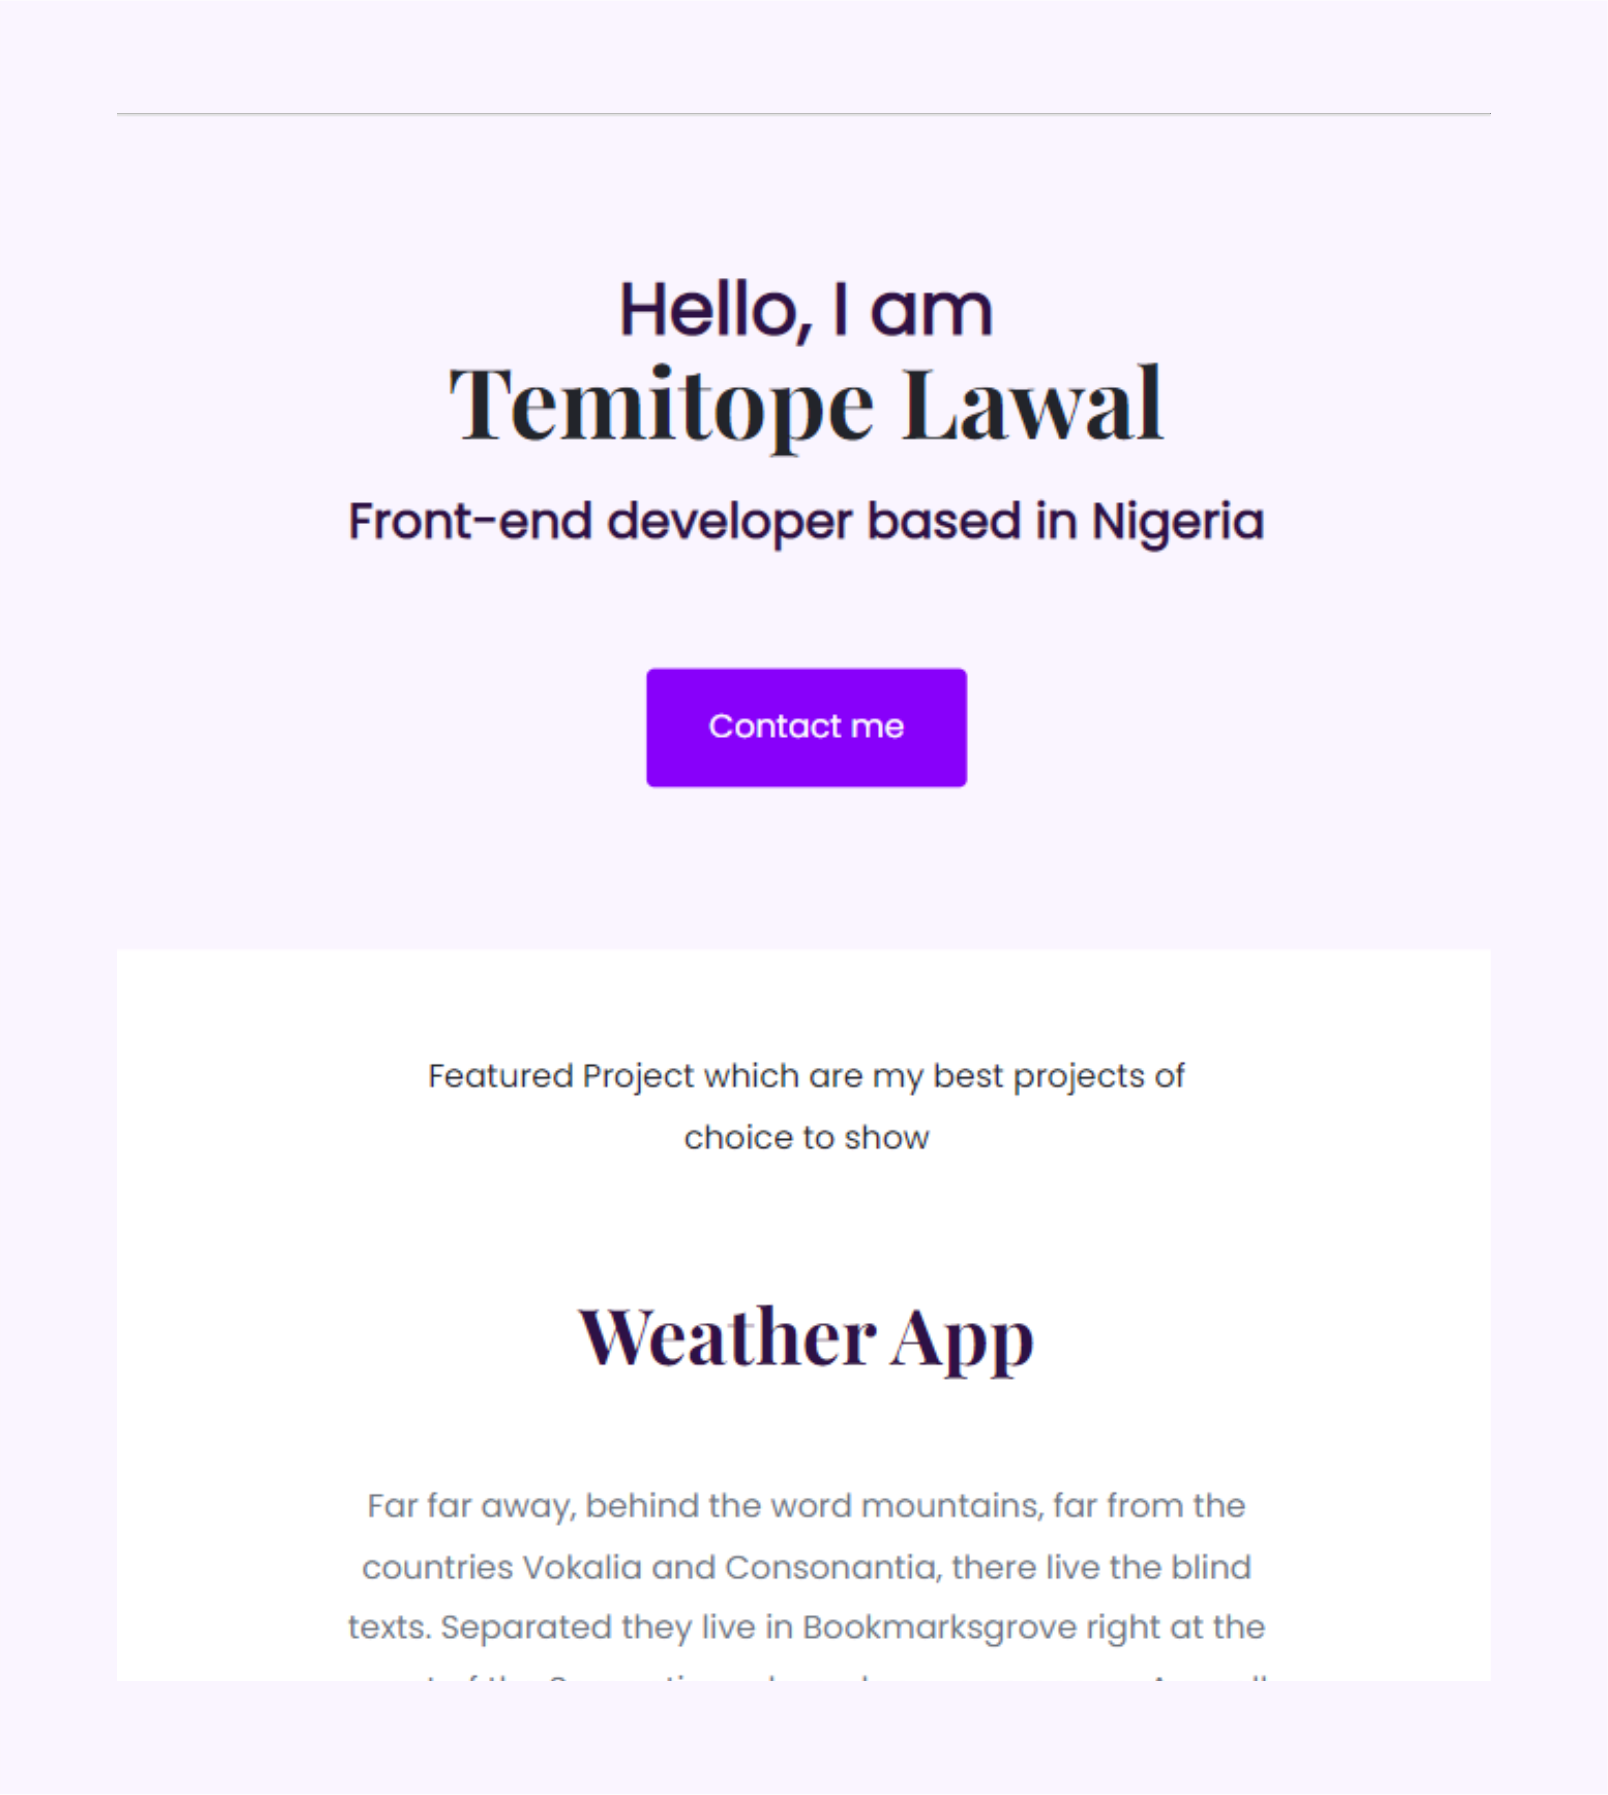 Hello, I am
Temitope Lawal
Front-end developer based in Nigeria
Contact me
Featured Project which are my best projects of
choice to show
Weather App
Far far away, behind the word mountains, far from the
countries Vokalia and Consonantia, there live the blind
texts. Separated they live in Bookmarksgrove right at the